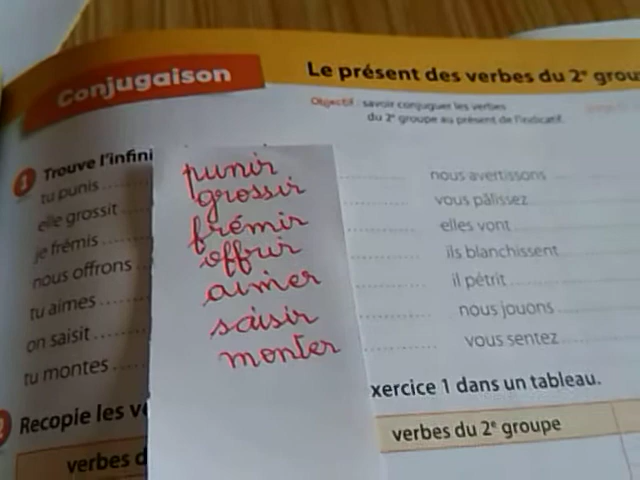 Conjugaison
Le présent des verbes du 2e grou
Objectif : savoir conjuguer les verbes
du 2e groupe au présent de l'indicatif.
1 Trouve l'infini
tu punis ........
elle grossit ......
je frémis ........
nous offrons ....
tu aimes ........
on saisit ........
tu montes ......
punir
grossir
frémir
offrir
aimer
saisir
monter
nous avertissons
vous pâlissez
elles vont
ils blanchissent
il pétrit
nous jouons
vous sentez
xercice 1 dans un tableau.
2 Recopie les ve
verbes d
verbes du 2e groupe